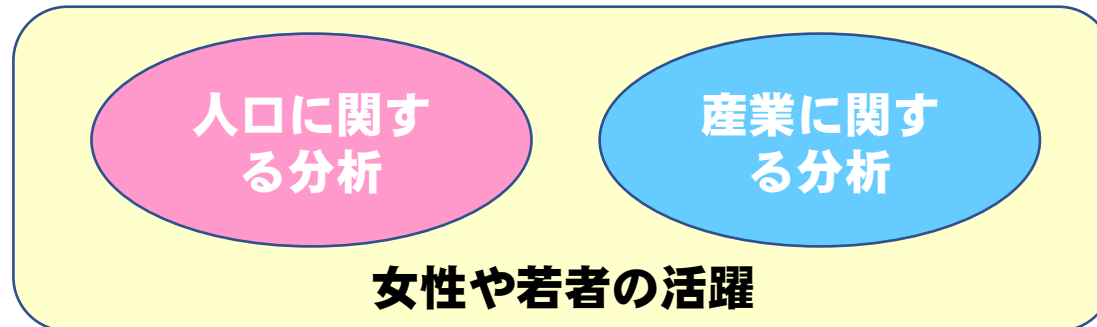 人口に関す
る分析
産業に関す
る分析
女性や若者の活躍